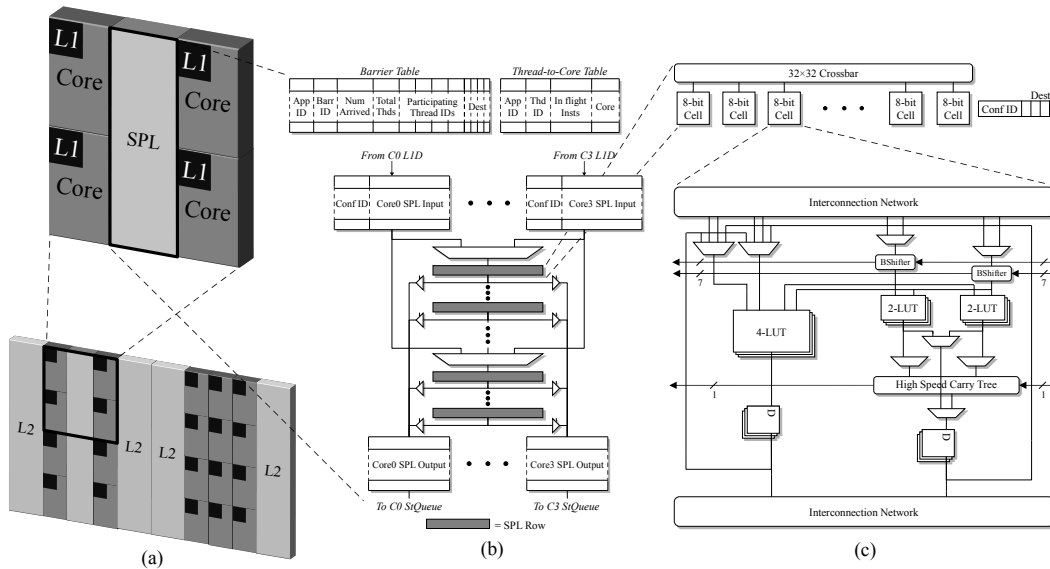 L1
Core
L1
Core
SPL
L1
Core
L1
Core
L2
L2
L2
L2
(a)
Barrier Table
App ID
Barr ID
Num Arrived
Total Thds
Participating Thread IDs
Dest
Thread-to-Core Table
App ID
Thd ID
In flight Insts
Core
From C0 L1D
From C3 L1D
Conf ID
Core0 SPL Input
Conf ID
Core3 SPL Input
Core0 SPL Output
Core3 SPL Output
To C0 StQueue
To C3 StQueue
= SPL Row
(b)
32×32 Crossbar
8-bit Cell
8-bit Cell
8-bit Cell
8-bit Cell
8-bit Cell
Dest
Conf ID
Interconnection Network
BShifter
BShifter
7
7
7
7
4-LUT
2-LUT
2-LUT
High Speed Carry Tree
1
1
D
D
Interconnection Network
(c)